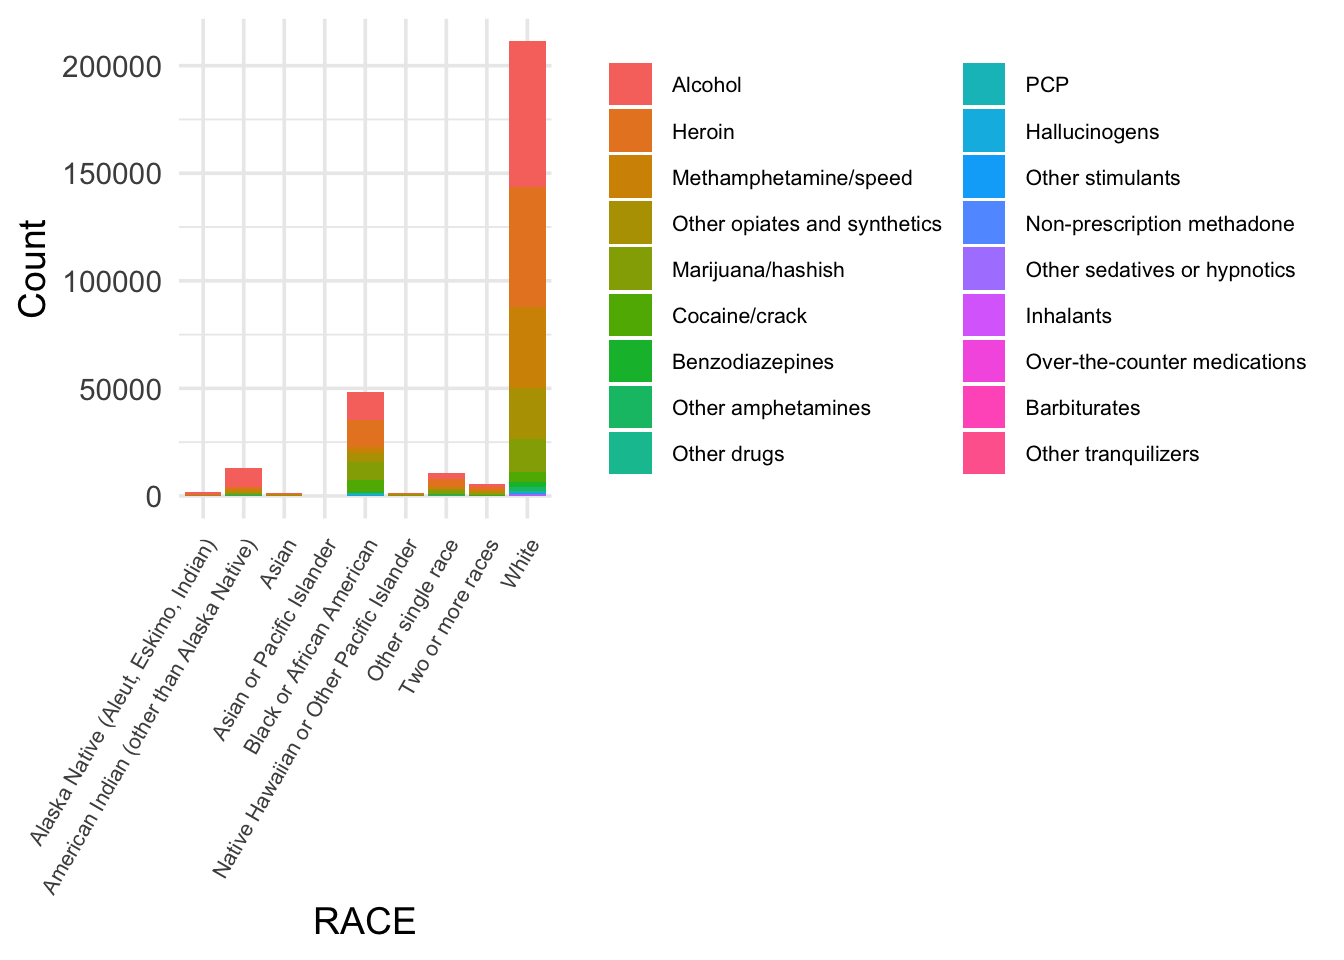 Count
200000
150000
100000
50000
0
Alaska Native (Aleut, Eskimo, Indian)
American Indian (other than Alaska Native)
Asian
Asian or Pacific Islander
Black or African American
Native Hawaiian or Other Pacific Islander
Other single race
Two or more races
White
RACE
Alcohol
Heroin
Methamphetamine/speed
Other opiates and synthetics
Marijuana/hashish
Cocaine/crack
Benzodiazepines
Other amphetamines
Other drugs
PCP
Hallucinogens
Other stimulants
Non-prescription methadone
Other sedatives or hypnotics
Inhalants
Over-the-counter medications
Barbiturates
Other tranquilizers